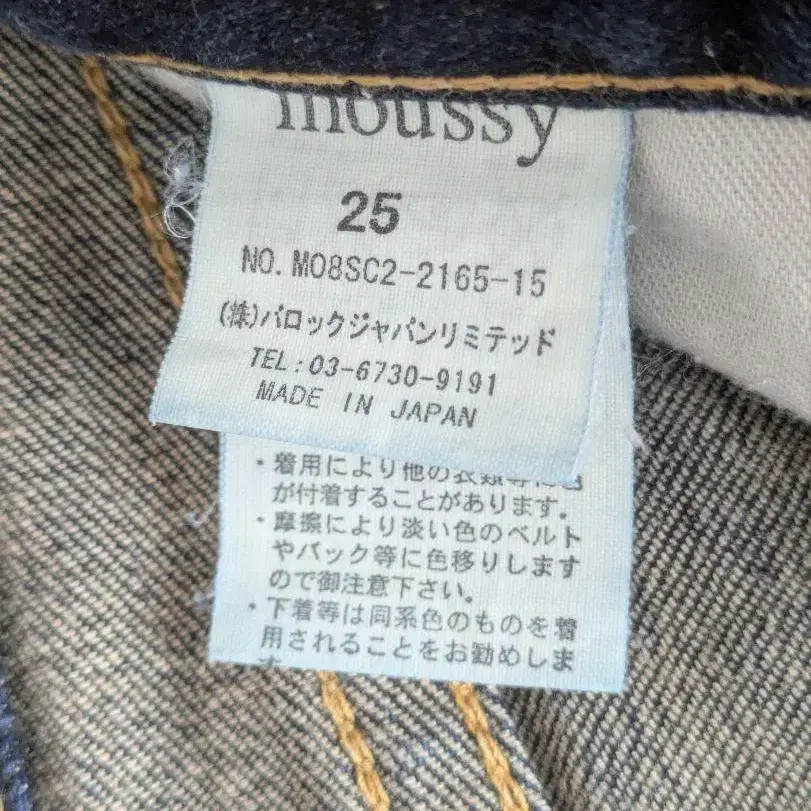 moussy
25
NO. M08SC2-2165-15
(株)バロックジャパンリミテッド
TEL:03-6730-9191
MADE IN JAPAN
・着用により他の衣類等に色
が付着することがあります。
・摩擦により淡い色のベルト
やバック等に色移りします
ので御注意下さい。
・下着等は同系色のものを着
用されることをお勧めしま
す